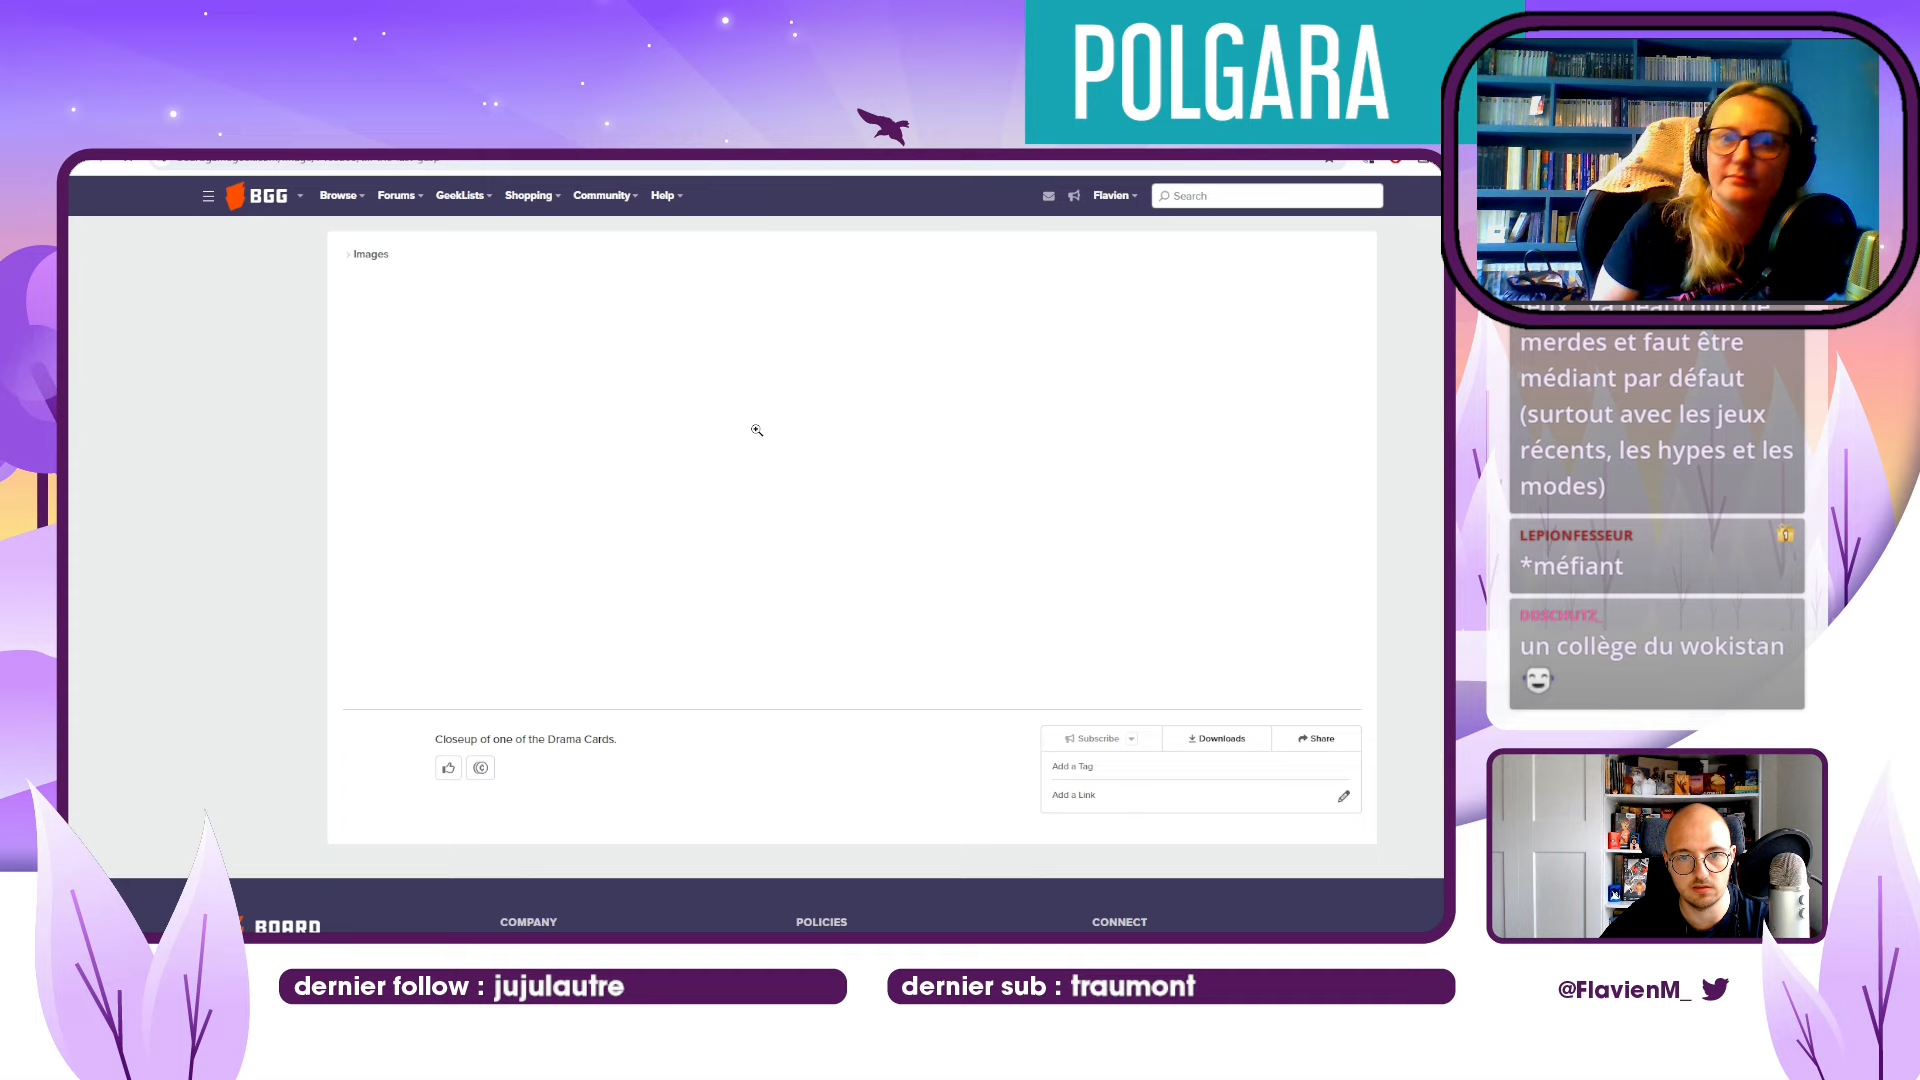 POLGARA
BGG
Browse
Forums
GeekLists
Shopping
Community
Help
Flavien
Search
Images
merdes et faut être
médiant par défaut
(surtout avec les jeux
récents, les hypes et les
modes)
LEPIONFESSEUR
*méfiant
DOSCHUTZ_
un collège du wokistan
Closeup of one of the Drama Cards.
Subscribe
Downloads
Share
Add a Tag
Add a Link
BOARD
COMPANY
POLICIES
CONNECT
dernier follow : jujulautre
dernier sub : traumont
@FlavienM_